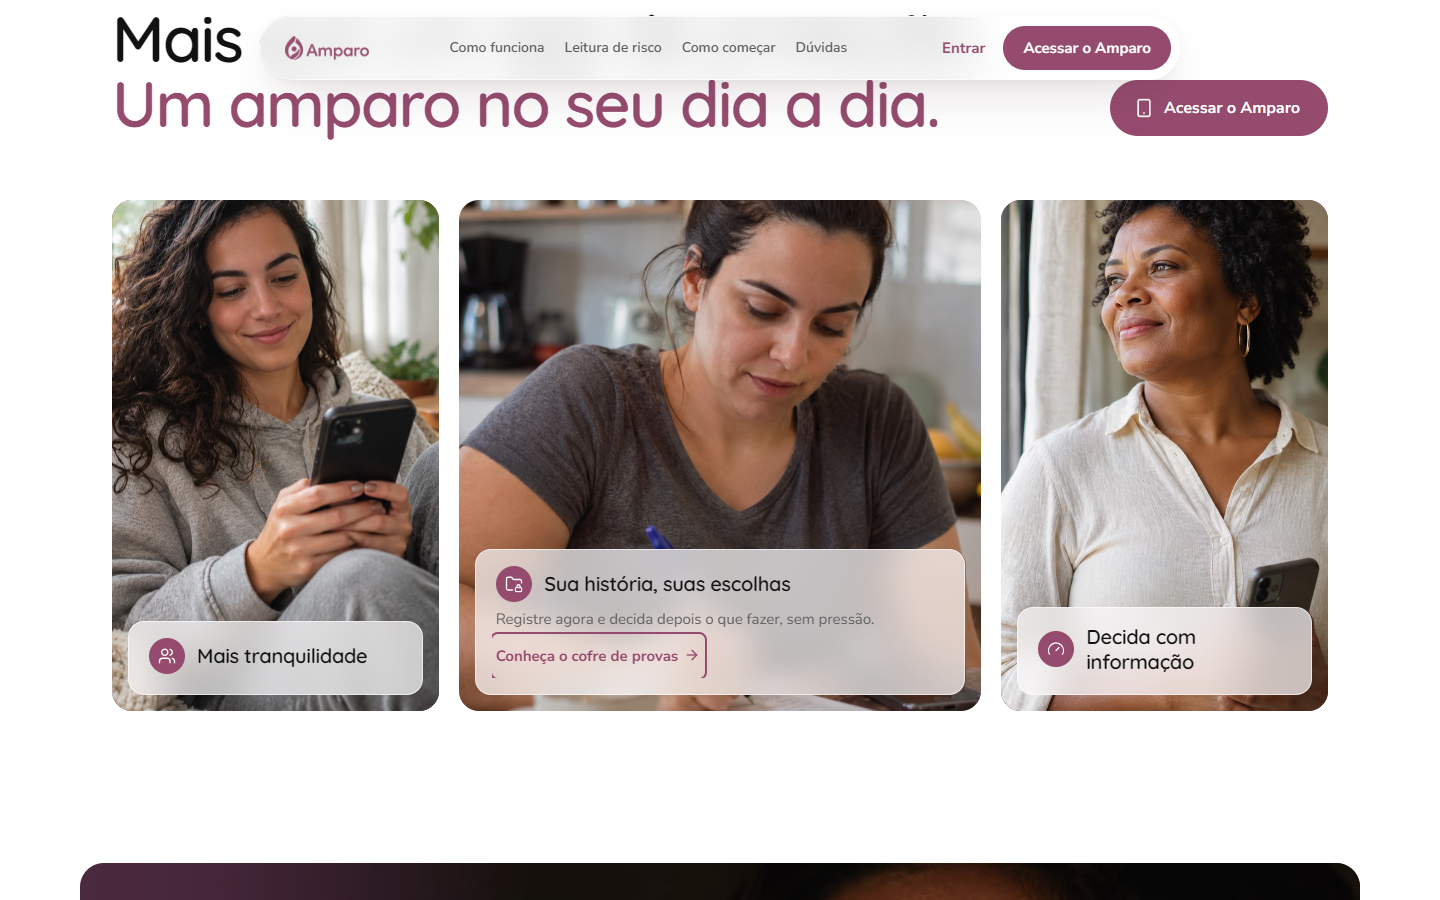 Mais
Amparo
Como funciona
Leitura de risco
Como começar
Dúvidas
Entrar
Acessar o Amparo
Um amparo no seu dia a dia.
Acessar o Amparo
Mais tranquilidade
Sua história, suas escolhas
Registre agora e decida depois o que fazer, sem pressão.
Conheça o cofre de provas
Decida com
informação